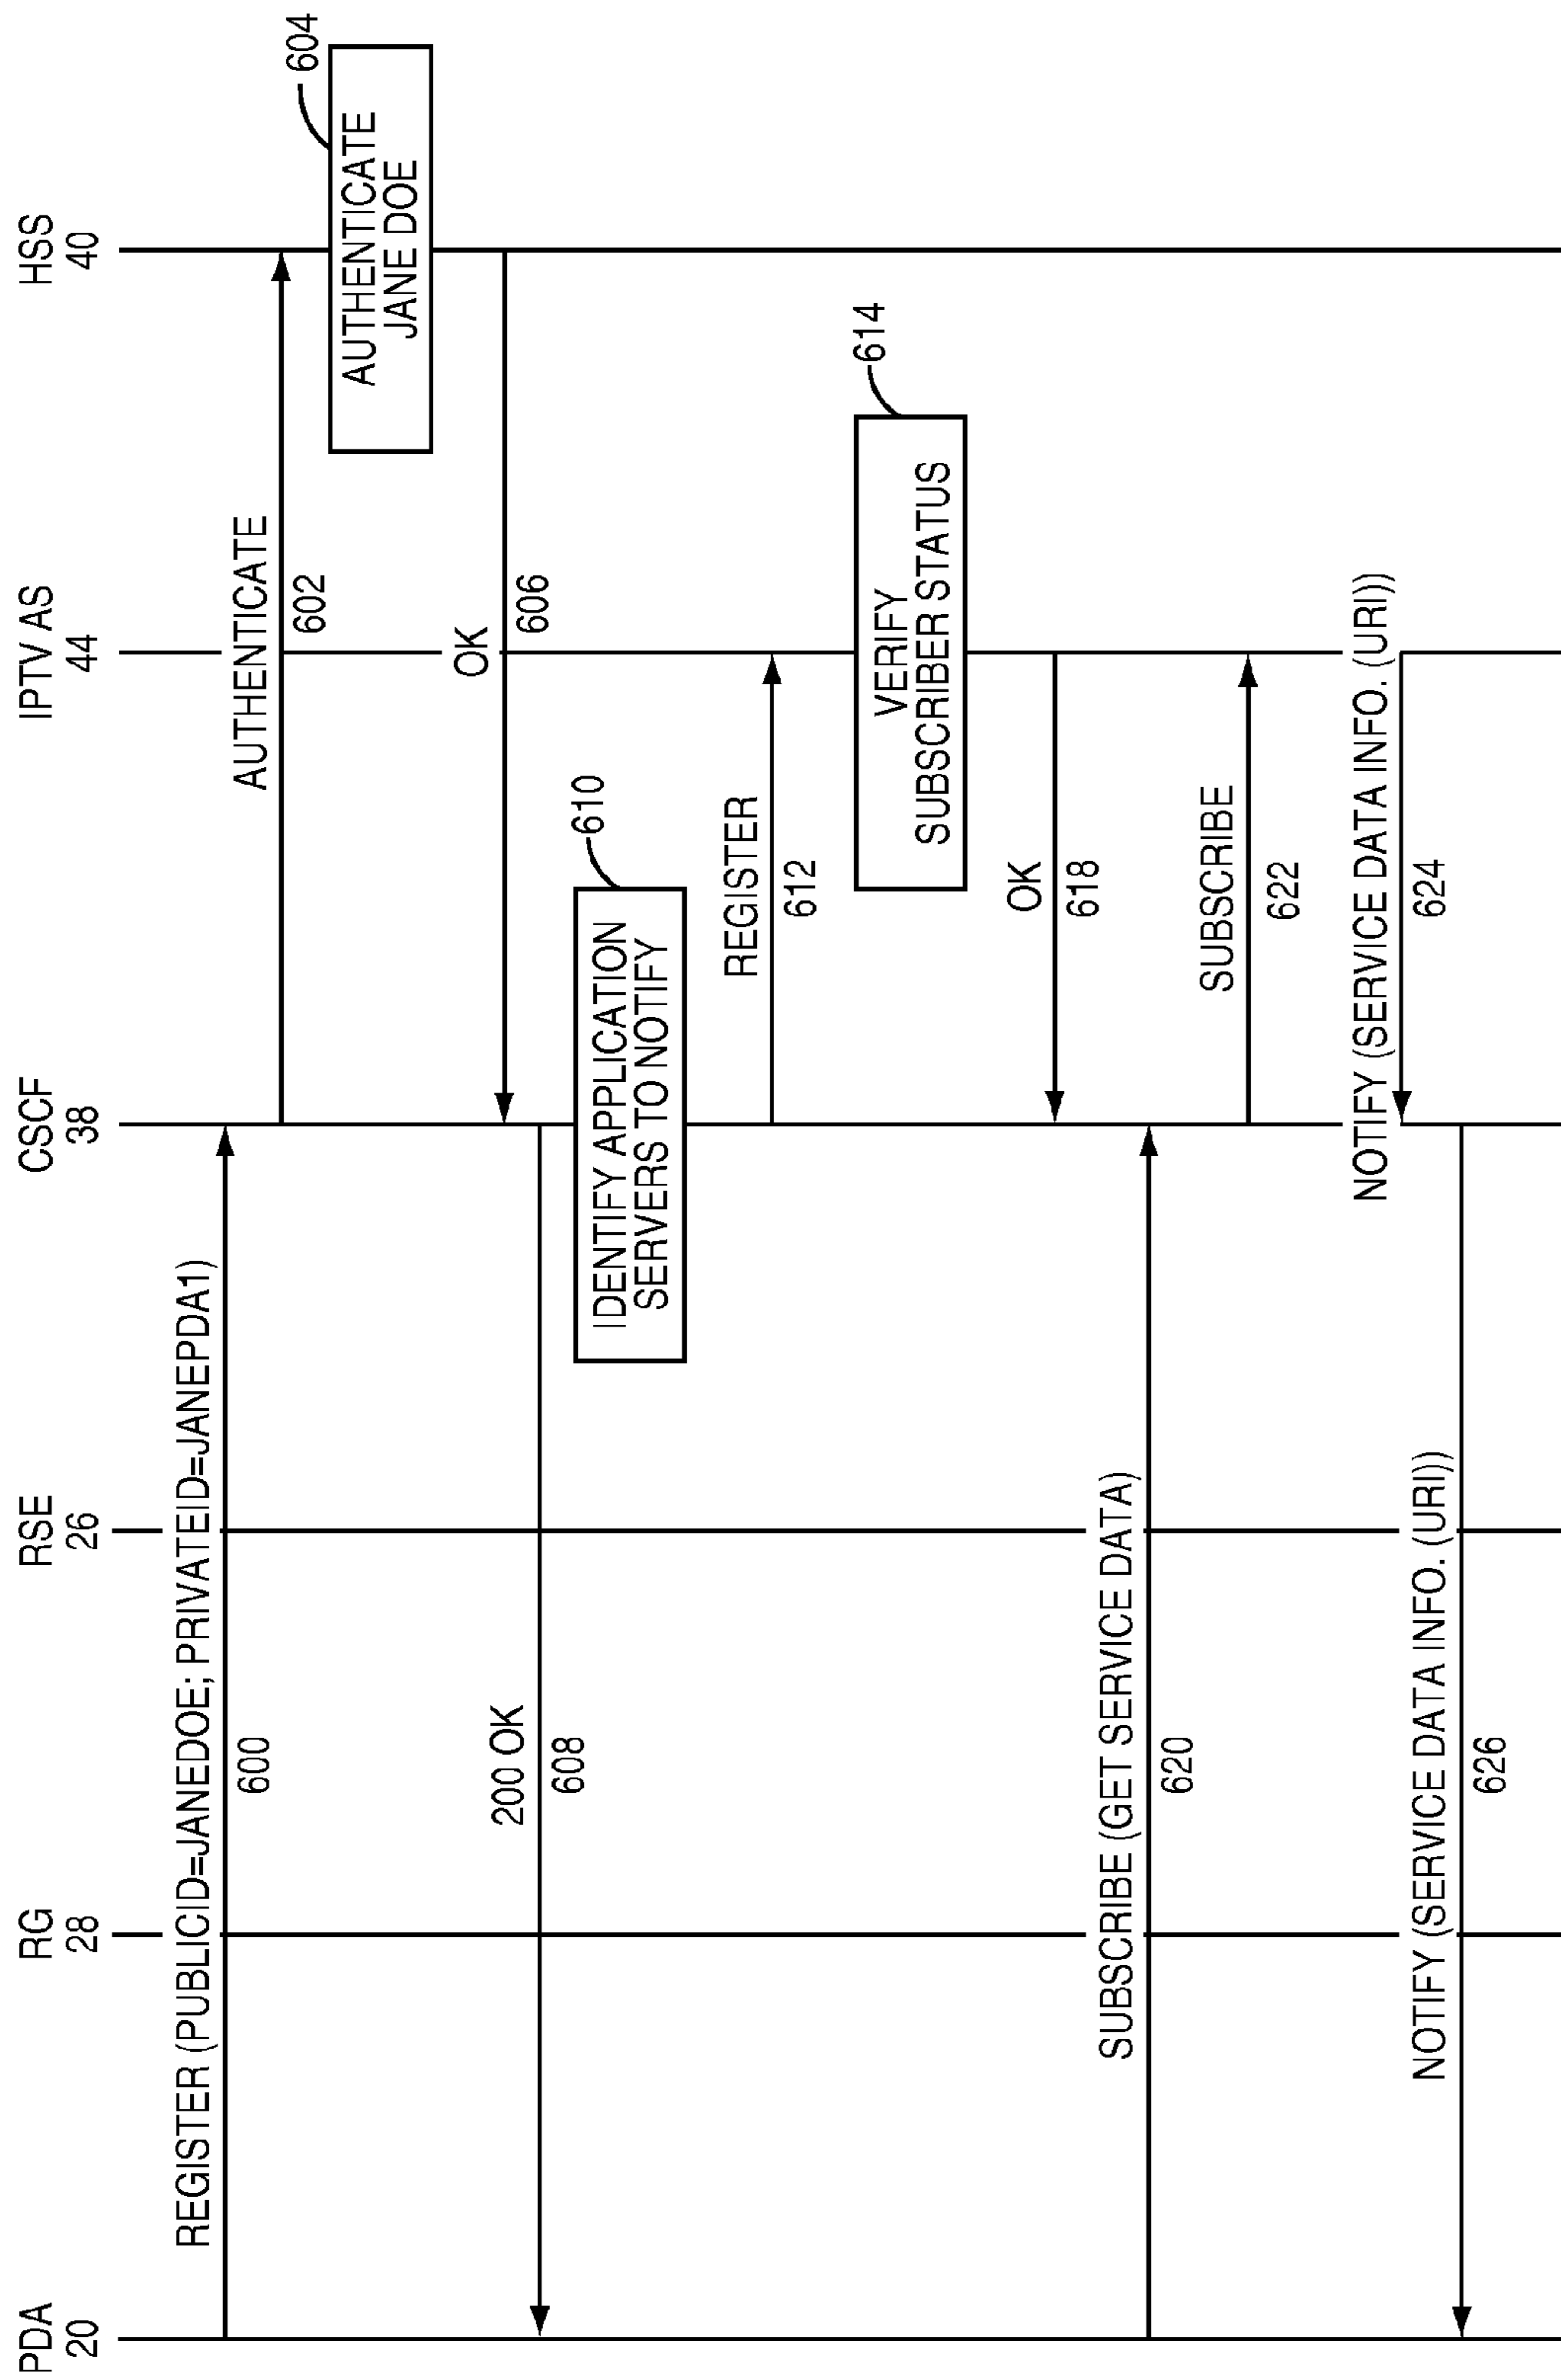 PDA
20
RG
28
RSE
26
CSCF
38
IPTV AS
44
HSS
40
REGISTER (PUBLICID=JANEDOE; PRIVATEID=JANEPDA1)
600
AUTHENTICATE
602
604
AUTHENTICATE
JANE DOE
OK
606
200 OK
608
610
IDENTIFY APPLICATION
SERVERS TO NOTIFY
REGISTER
612
614
VERIFY
SUBSCRIBER STATUS
OK
618
SUBSCRIBE (GET SERVICE DATA)
620
SUBSCRIBE
622
NOTIFY (SERVICE DATA INFO. (URI))
624
NOTIFY (SERVICE DATA INFO. (URI))
626